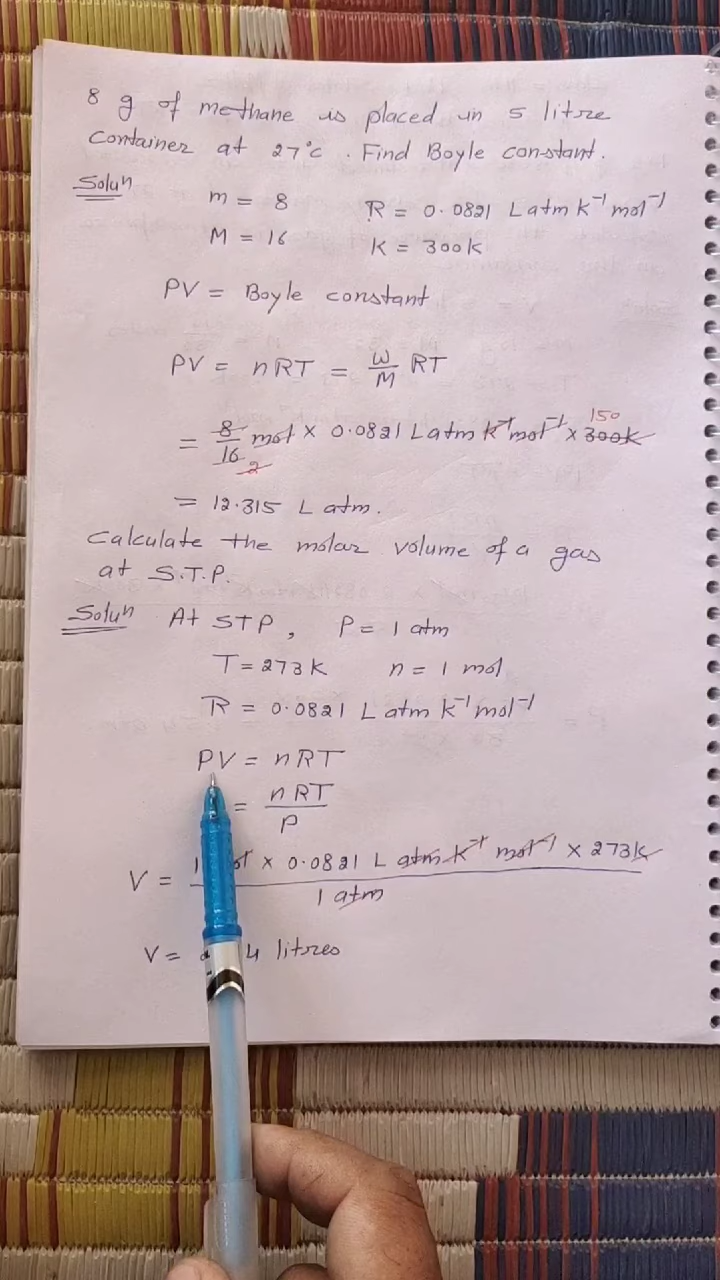 8 g of methane is placed in 5 litre
Container at 27°c. Find Boyle constant.
Soluⁿ
m = 8 R = 0.0821 L atm k⁻¹ mol⁻¹
M = 16 k = 300k
PV = Boyle constant
PV = nRT = W/M RT
150
= 8/16 mol × 0.0821 L atm k⁻¹ mol⁻¹ × 300k
2
= 12.315 L atm.
Calculate the molar volume of a gas
at S.T.P.
Soluⁿ At STP, P = 1 atm
T = 273k n = 1 mol
R = 0.0821 L atm k⁻¹ mol⁻¹
PV = nRT
= nRT/P
V = 1 × 0.0821 L atm k⁻¹ mol⁻¹ × 273k
1 atm
V = 4 litres